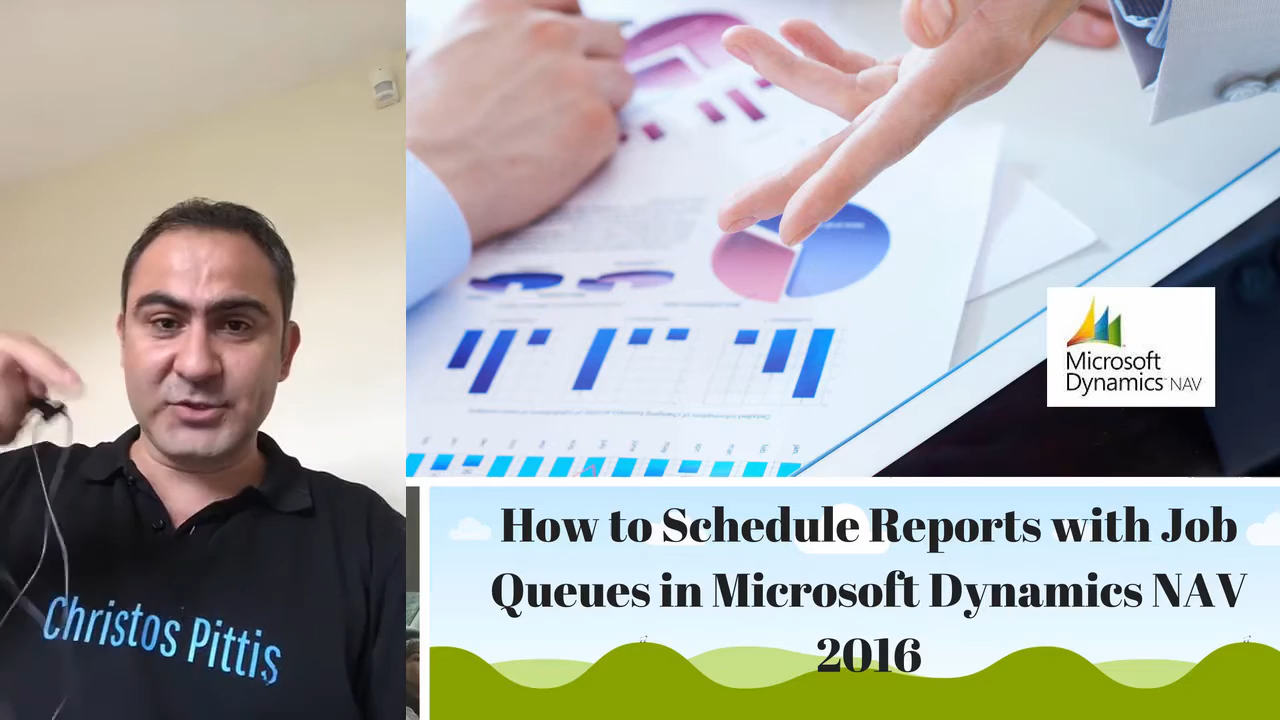 Christos Pittis
Microsoft
Dynamics NAV
How to Schedule Reports with Job
Queues in Microsoft Dynamics NAV
2016